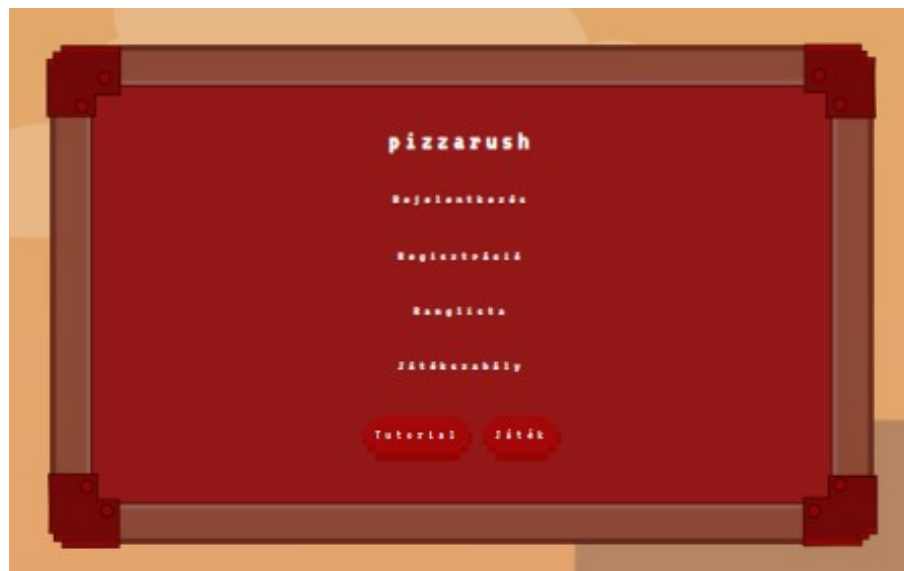 pizzarush
Bejelentkezés
Regisztráció
Ranglista
Játékszabály
Tutorial Játék